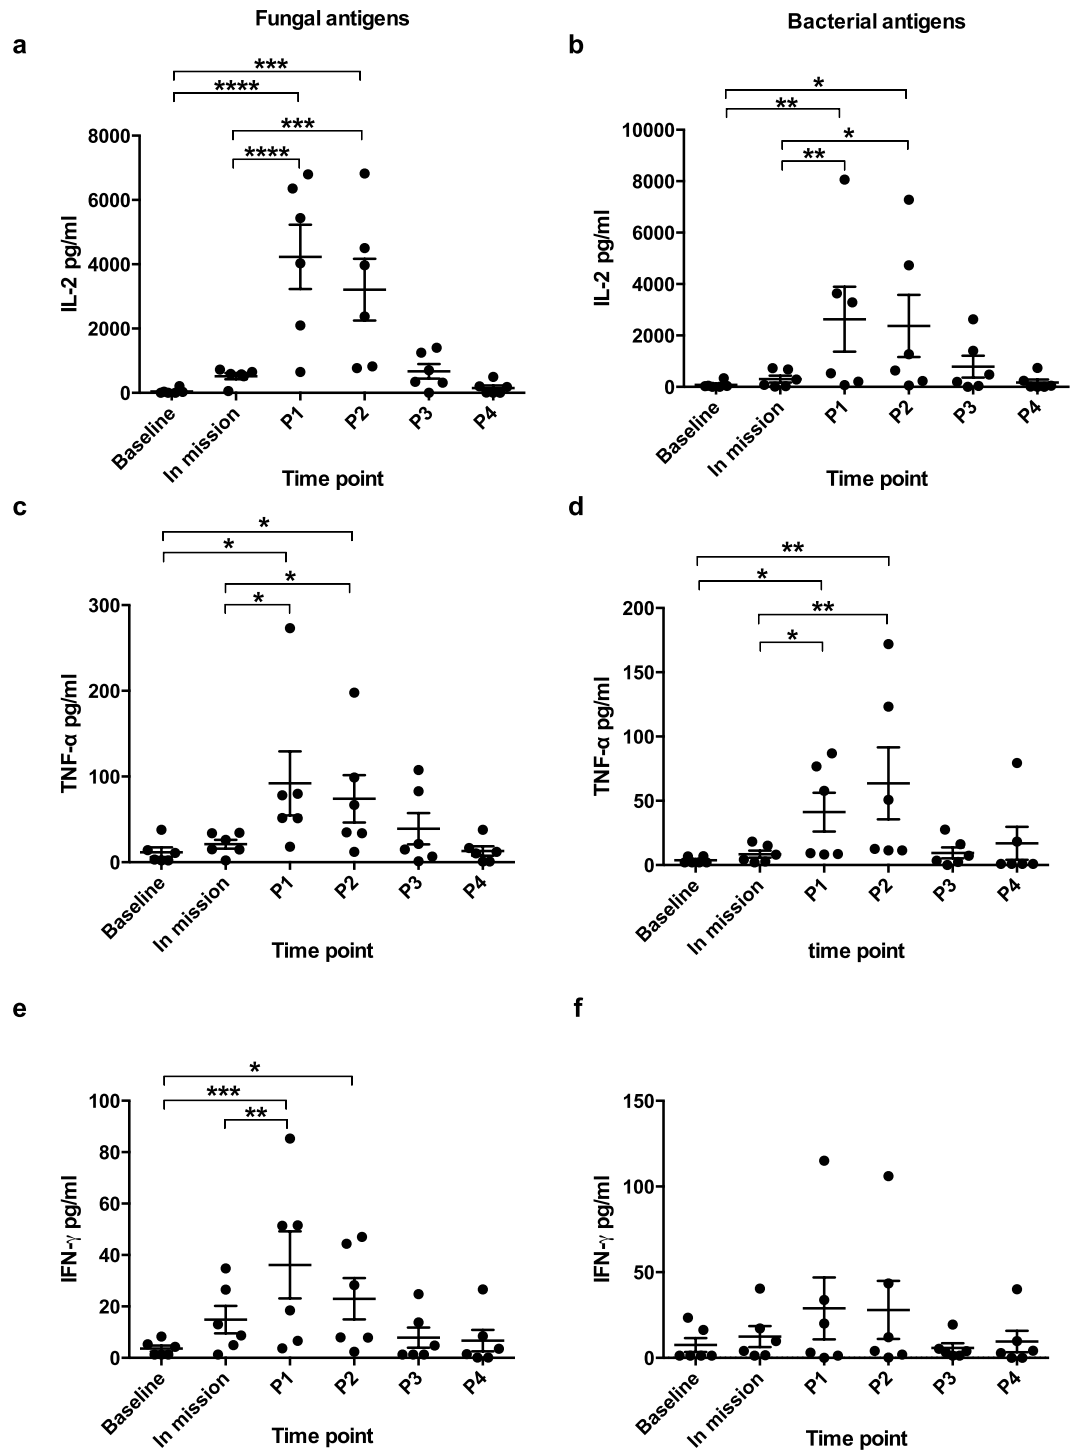 Fungal antigens
Bacterial antigens
a
***
****
***
****
8000
6000
4000
2000
0
IL-2 pg/ml
Baseline
In mission
P1
P2
P3
P4
Time point
b
*
**
*
**
10000
8000
6000
4000
2000
0
IL-2 pg/ml
Baseline
In mission
P1
P2
P3
P4
Time point
c
*
*
*
*
300
200
100
0
TNF-α pg/ml
Baseline
In mission
P1
P2
P3
P4
Time point
d
**
*
**
*
200
150
100
50
0
TNF-α pg/ml
Baseline
In mission
P1
P2
P3
P4
time point
e
*
***
**
100
80
60
40
20
0
IFN-γ pg/ml
Baseline
In mission
P1
P2
P3
P4
Time point
f
150
100
50
0
IFN-γ pg/ml
Baseline
In mission
P1
P2
P3
P4
Time point